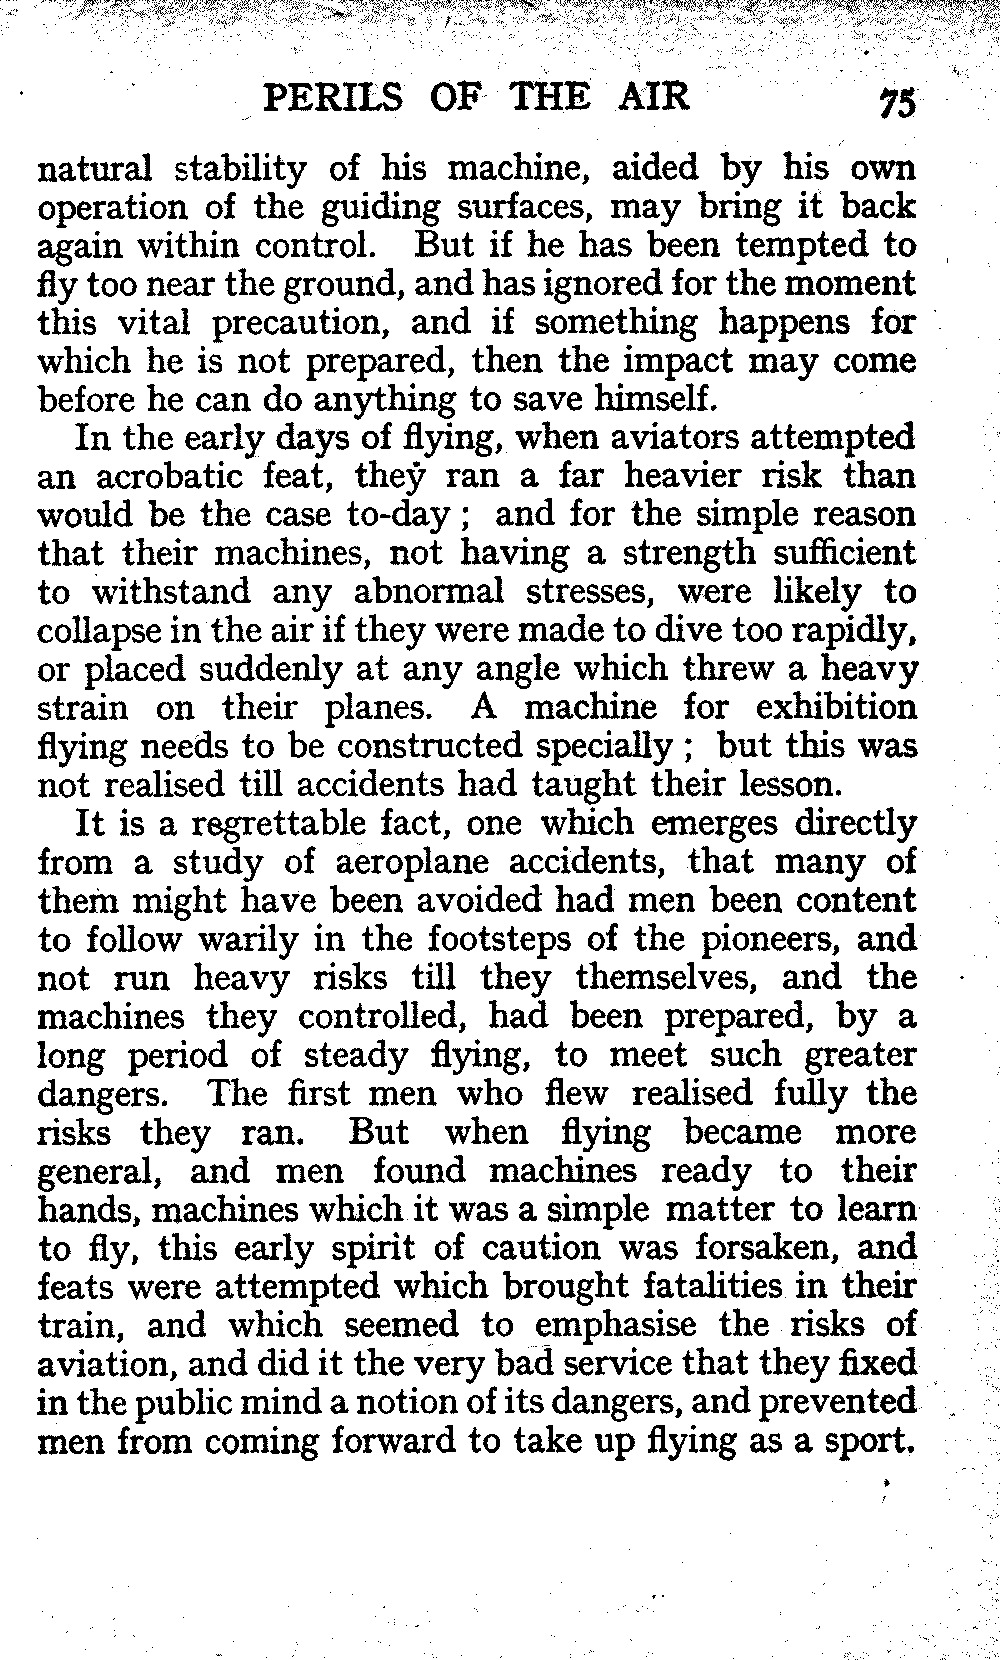 PERILS OF THE AIR 75
natural stability of his machine, aided by his own
operation of the guiding surfaces, may bring it back
again within control. But if he has been tempted to
fly too near the ground, and has ignored for the moment
this vital precaution, and if something happens for
which he is not prepared, then the impact may come
before he can do anything to save himself.
In the early days of flying, when aviators attempted
an acrobatic feat, they ran a far heavier risk than
would be the case to-day ; and for the simple reason
that their machines, not having a strength sufficient
to withstand any abnormal stresses, were likely to
collapse in the air if they were made to dive too rapidly,
or placed suddenly at any angle which threw a heavy
strain on their planes. A machine for exhibition
flying needs to be constructed specially ; but this was
not realised till accidents had taught their lesson.
It is a regrettable fact, one which emerges directly
from a study of aeroplane accidents, that many of
them might have been avoided had men been content
to follow warily in the footsteps of the pioneers, and
not run heavy risks till they themselves, and the
machines they controlled, had been prepared, by a
long period of steady flying, to meet such greater
dangers. The first men who flew realised fully the
risks they ran. But when flying became more
general, and men found machines ready to their
hands, machines which it was a simple matter to learn
to fly, this early spirit of caution was forsaken, and
feats were attempted which brought fatalities in their
train, and which seemed to emphasise the risks of
aviation, and did it the very bad service that they fixed
in the public mind a notion of its dangers, and prevented
men from coming forward to take up flying as a sport.